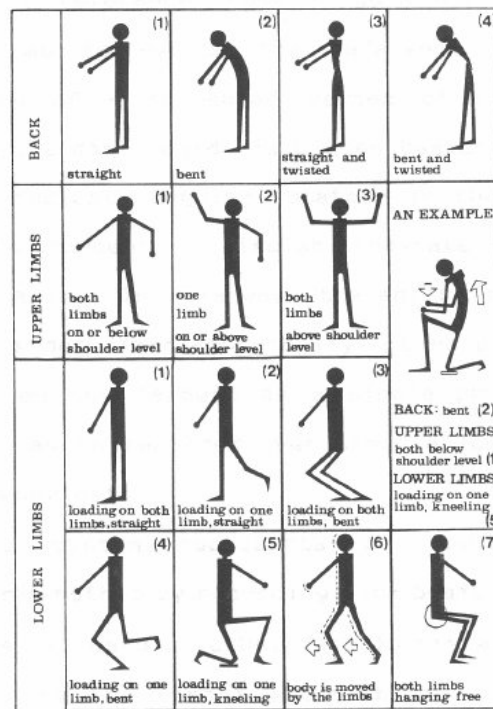 BACK
(1)
straight
(2)
bent
(3)
straight and
twisted
(4)
bent and
twisted
UPPER LIMBS
(1)
both
limbs
on or below
shoulder level
(2)
one
limb
on or above
shoulder level
(3)
both
limbs
above shoulder
level
AN EXAMPLE
BACK: bent (2)
UPPER LIMBS
both below
shoulder level (1
LOWER LIMBS
loading on one
limb, kneeling
(5
LOWER LIMBS
(1)
loading on both
limbs, straight
(2)
loading on one
limb, straight
(3)
loading on both
limbs, bent
(4)
loading on one
limb, bent
(5)
loading on one
limb, kneeling
(6)
body is moved
by the limbs
(7)
both limbs
hanging free